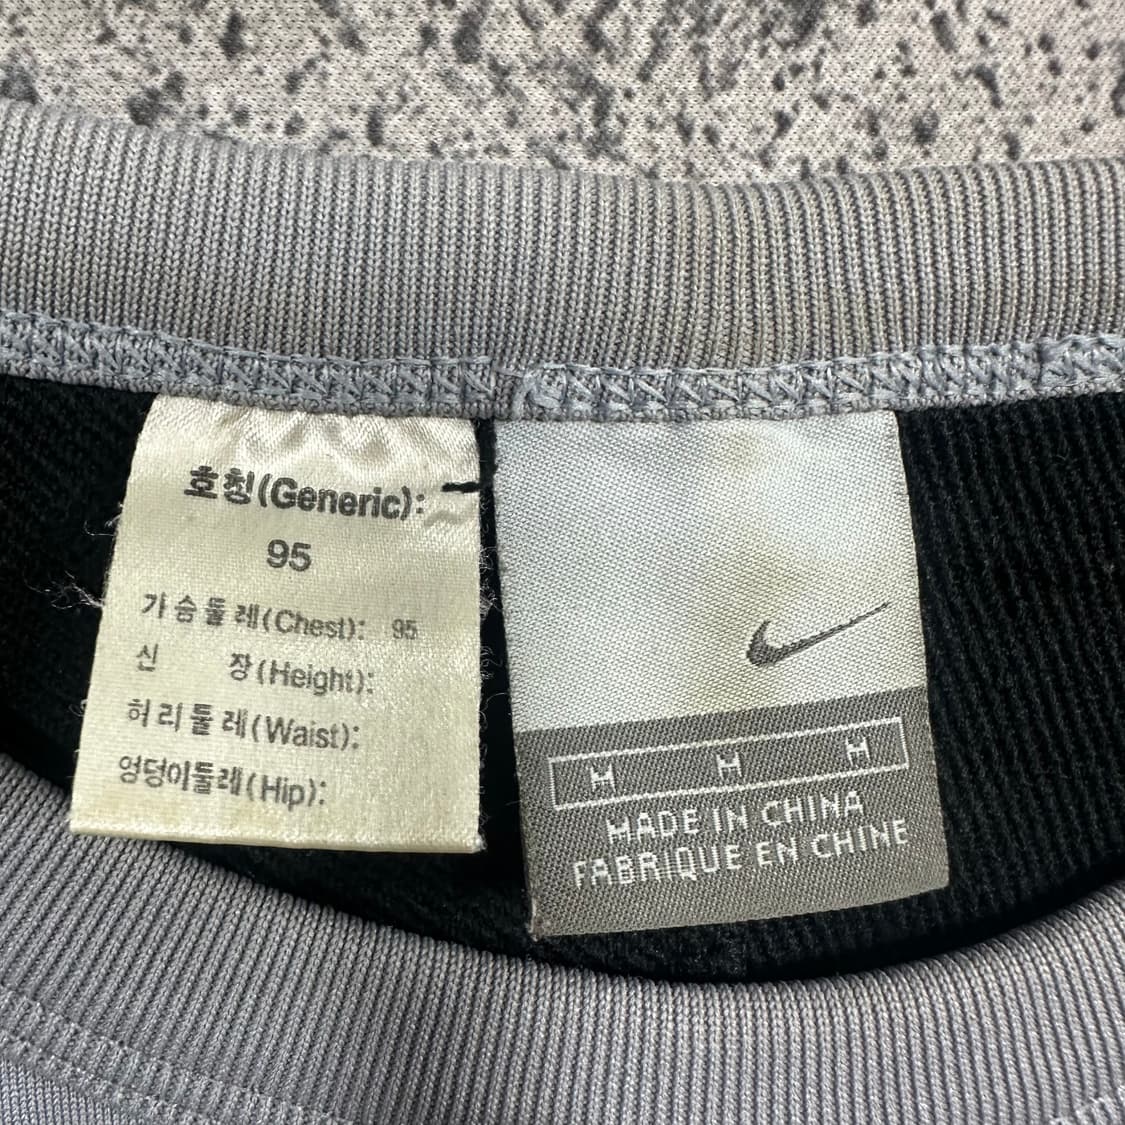 호칭(Generic):
95
가슴둘레(Chest): 95
신 장(Height):
허리둘레(Waist):
엉덩이둘레(Hip):
M M M
MADE IN CHINA
FABRIQUE EN CHINE